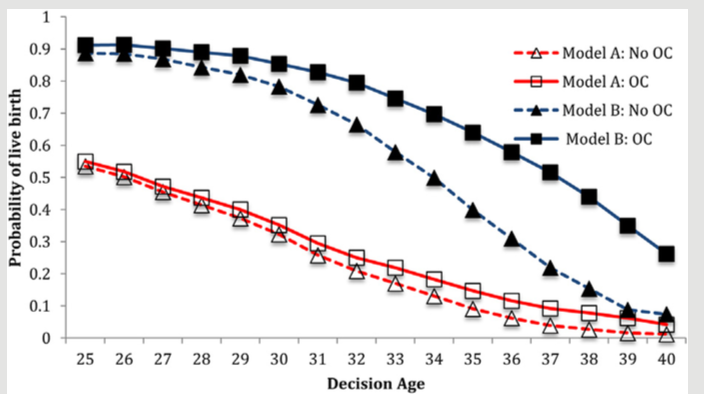 1
0.9
0.8
0.7
0.6
0.5
0.4
0.3
0.2
0.1
0
Probability of live birth
Model A: No OC
Model A: OC
Model B: No OC
Model B: OC
25 26 27 28 29 30 31 32 33 34 35 36 37 38 39 40
Decision Age